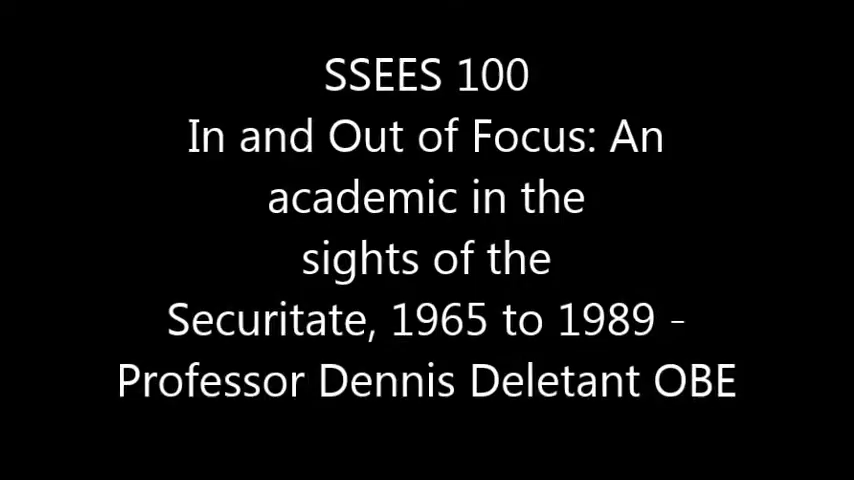 SSEES 100
In and Out of Focus: An
academic in the
sights of the
Securitate, 1965 to 1989 -
Professor Dennis Deletant OBE